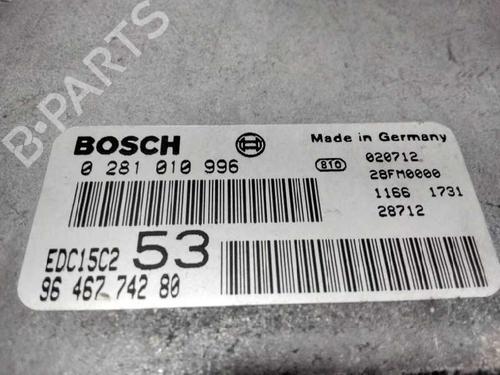 B-PARTS
BOSCH
Made in Germany
0 281 010 996
810
020712
28FM0000
1166 1731
28712
EDC15C2 53
96 467 742 80